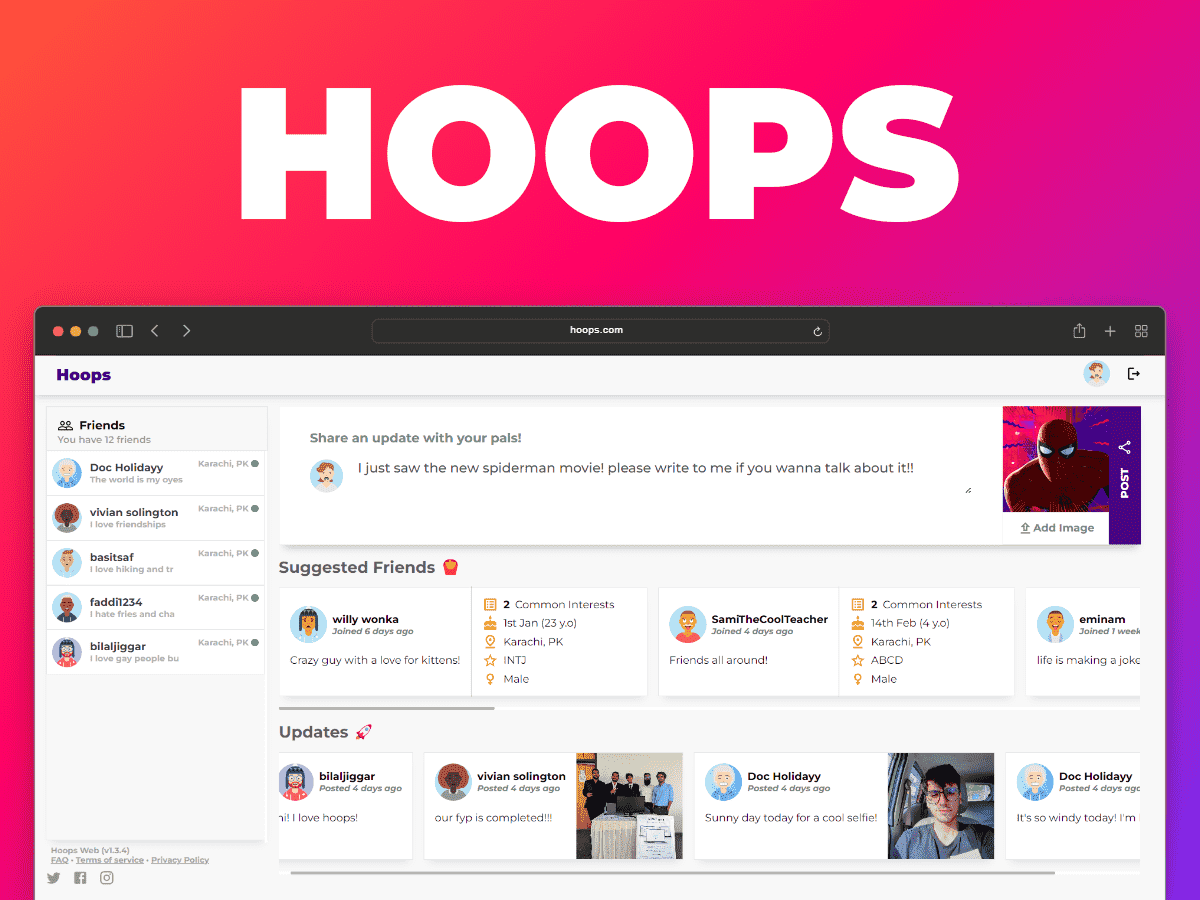 HOOPS
hoops.com
Hoops
Friends
You have 12 friends
Doc Holidayy
Karachi, PK
The world is my oyes
vivian solington
Karachi, PK
I love friendships
basitsaf
Karachi, PK
I love hiking and tr
faddi1234
Karachi, PK
I hate fries and cha
bilaljiggar
Karachi, PK
I love gay people bu
Hoops Web (v1.3.4)
FAQ • Terms of service • Privacy Policy
Share an update with your pals!
I just saw the new spiderman movie! please write to me if you wanna talk about it!!
POST
Add Image
Suggested Friends
willy wonka
Joined 6 days ago
Crazy guy with a love for kittens!
2 Common Interests
1st Jan (23 y.o)
Karachi, PK
INTJ
Male
SamiTheCoolTeacher
Joined 4 days ago
Friends all around!
2 Common Interests
14th Feb (4 y.o)
Karachi, PK
ABCD
Male
eminam
Joined 1 week
life is making a joke
Updates
bilaljiggar
Posted 4 days ago
hi! I love hoops!
vivian solington
Posted 4 days ago
our fyp is completed!!!
Doc Holidayy
Posted 4 days ago
Sunny day today for a cool selfie!
Doc Holidayy
Posted 4 days ago
It's so windy today! I'm